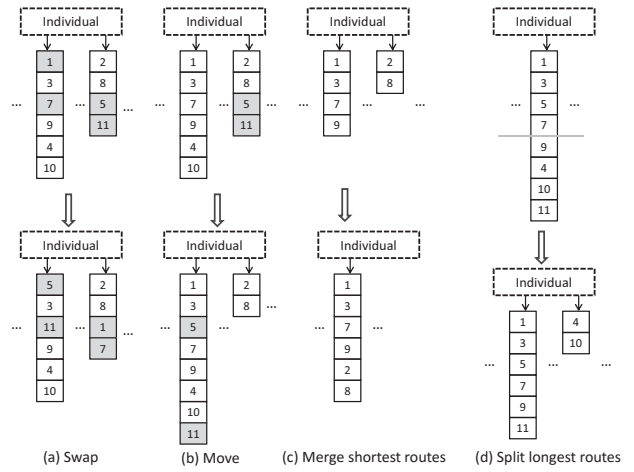 Individual Individual Individual Individual
1 2 1 2 1 2 1
3 8 3 8 3 8 3
... 7 5 ... 7 5 ... 7 ... ... 5 ...
9 11 9 11 9 7
4 4 9
10 10 4
10
11
Individual Individual Individual
Individual
5 2 1 2 1
3 8 3 8 ... 3
... 11 1 ... ... 5 ... 7 ... 1 4
9 7 7 9 3 10
4 9 2 ... 5 ... ...
10 4 8 7
10 9
11 11
(a) Swap (b) Move (c) Merge shortest routes (d) Split longest routes